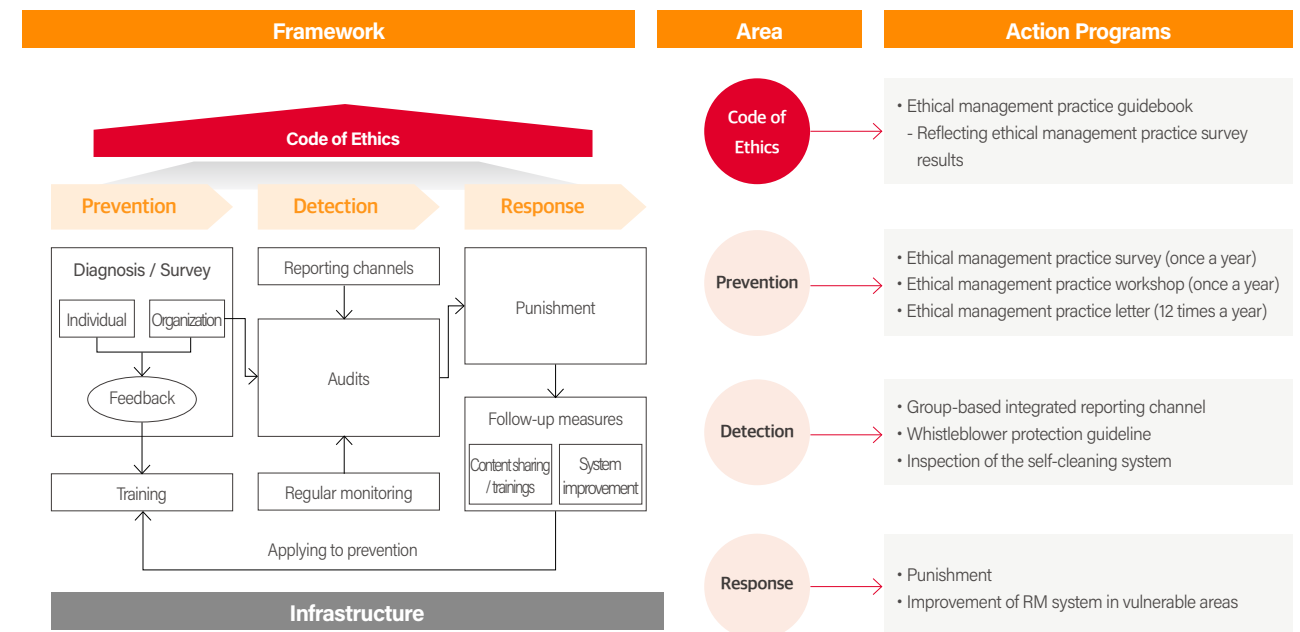 Framework
Area
Action Programs
Code of Ethics
Prevention
Detection
Response
Diagnosis / Survey
Individual
Organization
Feedback
Training
Reporting channels
Audits
Regular monitoring
Punishment
Follow-up measures
Content sharing
/ trainings
System
improvement
Applying to prevention
Infrastructure
Code of
Ethics
• Ethical management practice guidebook
- Reflecting ethical management practice survey
results
Prevention
• Ethical management practice survey (once a year)
• Ethical management practice workshop (once a year)
• Ethical management practice letter (12 times a year)
Detection
• Group-based integrated reporting channel
• Whistleblower protection guideline
• Inspection of the self-cleaning system
Response
• Punishment
• Improvement of RM system in vulnerable areas